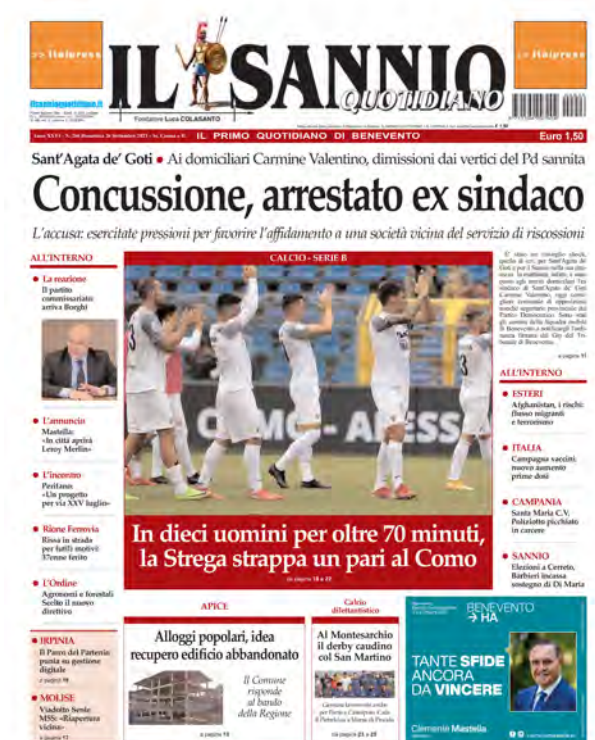 >> italpress
IL SANNIO
QUOTIDIANO
>> italpress
ilsannioquotidiano.it
Fondatore Luca COLASANTO
IL PRIMO QUOTIDIANO DI BENEVENTO
Euro 1,50
Sant'Agata de' Goti • Ai domiciliari Carmine Valentino, dimissioni dai vertici del Pd sannita
Concussione, arrestato ex sindaco
L'accusa: esercitate pressioni per favorire l'affidamento a una società vicina del servizio di riscossioni
ALL'INTERNO
• La reazione
Il partito
commissariato:
arriva Borghi
• L'annuncio
Mastella:
«In città aprirà
Leroy Merlin»
• L'incontro
Perifano:
«Un progetto
per via XXV luglio»
• Rione Ferrovia
Rissa in strada
per futili motivi:
37enne ferito
• L'Ordine
Agronomi e forestali
Scelto il nuovo
direttivo
• IRPINIA
Il Parco del Partenio
punta su gestione
digitale
• MOLISE
Viadotto Sente
M5S: «Riapertura
vicina»
CALCIO - SERIE B
COMO - ALESS
In dieci uomini per oltre 70 minuti,
la Strega strappa un pari al Como
a pagina 11
ALL'INTERNO
• ESTERI
Afghanistan, i rischi:
flusso migranti
e terrorismo
• ITALIA
Campagna vaccini:
nuovo aumento
prime dosi
• CAMPANIA
Santa Maria C.V.
Poliziotto picchiato
in carcere
• SANNIO
Elezioni a Cerreto,
Barbieri incassa
sostegno di Di Maria
APICE
Alloggi popolari, idea
recupero edificio abbandonato
Il Comune
risponde
al bando
della Regione
Calcio
dilettantistico
Al Montesarchio
il derby caudino
col San Martino
BENEVENTO
→ HA
TANTE SFIDE
ANCORA
DA VINCERE
Clemente Mastella